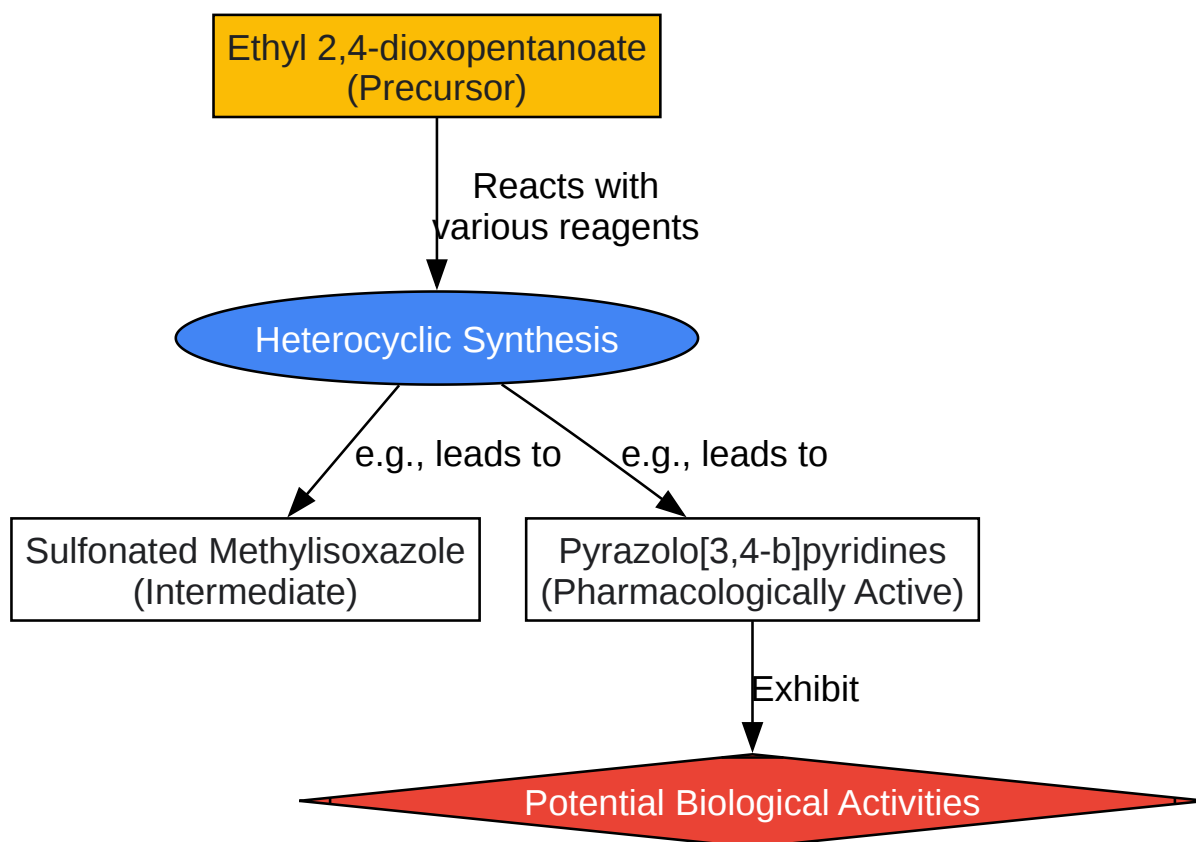 Ethyl 2,4-dioxopentanoate
(Precursor)
Reacts with
various reagents
Heterocyclic Synthesis
e.g., leads to
e.g., leads to
Sulfonated Methylisoxazole
(Intermediate)
Pyrazolo[3,4-b]pyridines
(Pharmacologically Active)
Exhibit
Potential Biological Activities